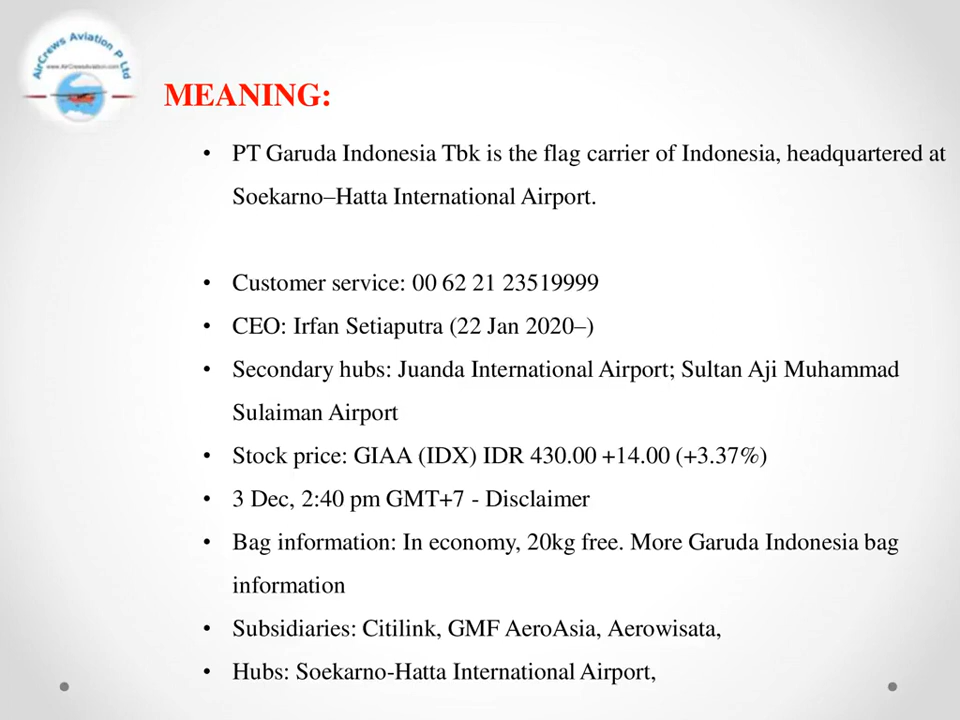 AirCrews Aviation P Ltd
www.AirCrewsAviation.com
MEANING:
• PT Garuda Indonesia Tbk is the flag carrier of Indonesia, headquartered at
Soekarno–Hatta International Airport.
• Customer service: 00 62 21 23519999
• CEO: Irfan Setiaputra (22 Jan 2020–)
• Secondary hubs: Juanda International Airport; Sultan Aji Muhammad
Sulaiman Airport
• Stock price: GIAA (IDX) IDR 430.00 +14.00 (+3.37%)
• 3 Dec, 2:40 pm GMT+7 - Disclaimer
• Bag information: In economy, 20kg free. More Garuda Indonesia bag
information
• Subsidiaries: Citilink, GMF AeroAsia, Aerowisata,
• Hubs: Soekarno-Hatta International Airport,